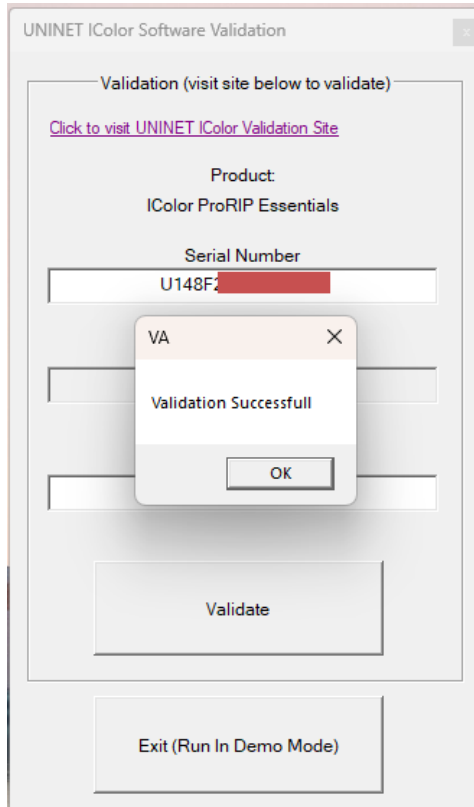 UNINET IColor Software Validation
x
Validation (visit site below to validate)
Click to visit UNINET IColor Validation Site
Product:
IColor ProRIP Essentials
Serial Number
U148F2
VA
Validation Successfull
OK
Validate
Exit (Run In Demo Mode)